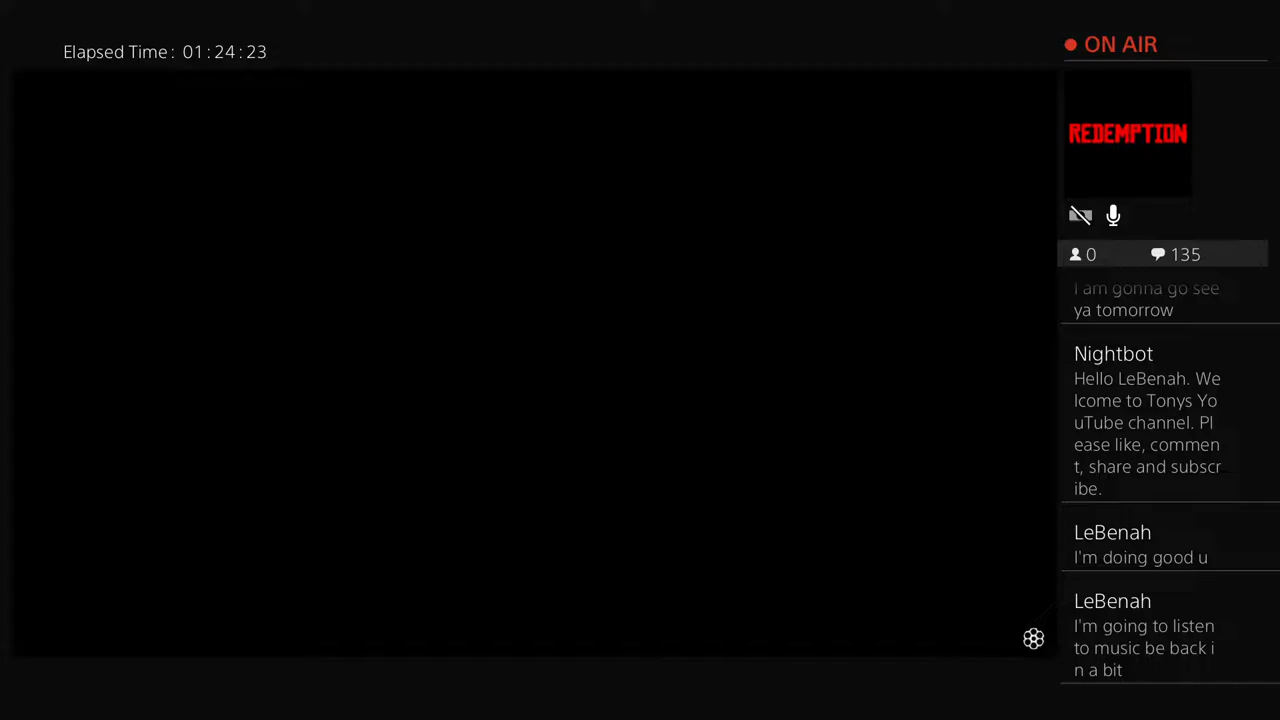 Elapsed Time: 01:24:23
ON AIR
REDEMPTION
0 135
I am gonna go see
ya tomorrow
Nightbot
Hello LeBenah. We
lcome to Tonys Yo
uTube channel. Pl
ease like, commen
t, share and subscr
ibe.
LeBenah
I'm doing good u
LeBenah
I'm going to listen
to music be back i
n a bit